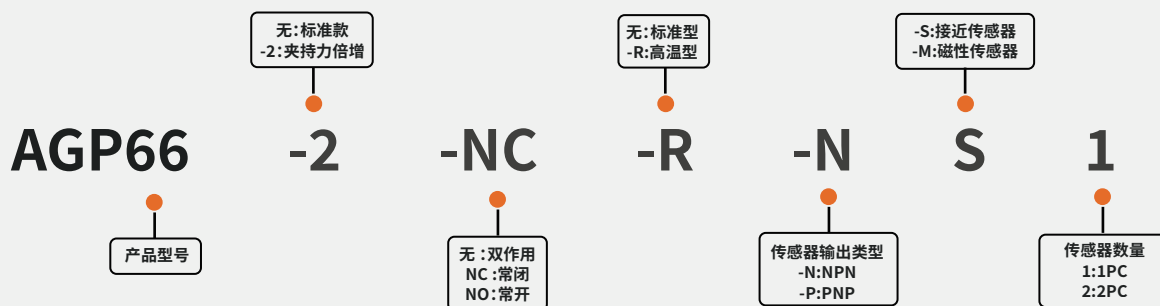 无：标准款
-2：夹持力倍增
无：标准型
-R:高温型
-S:接近传感器
-M:磁性传感器
AGP66 -2 -NC -R -N S 1
产品型号
无 :双作用
NC :常闭
NO：常开
传感器输出类型
-N:NPN
-P:PNP
传感器数量
1:1PC
2:2PC